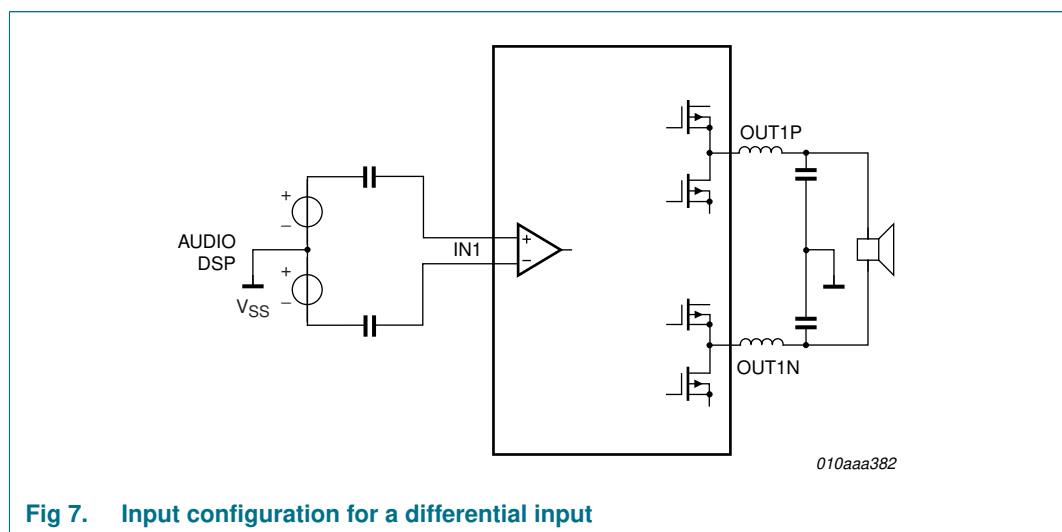 OUT1P
+
−
AUDIO
DSP
IN1
+
−
+
−
VSS
OUT1N
010aaa382
Fig 7. Input configuration for a differential input